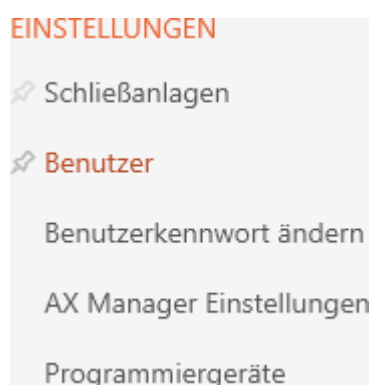 EINSTELLUNGEN
Schließanlagen
Benutzer
Benutzerkennwort ändern
AX Manager Einstellungen
Programmiergeräte